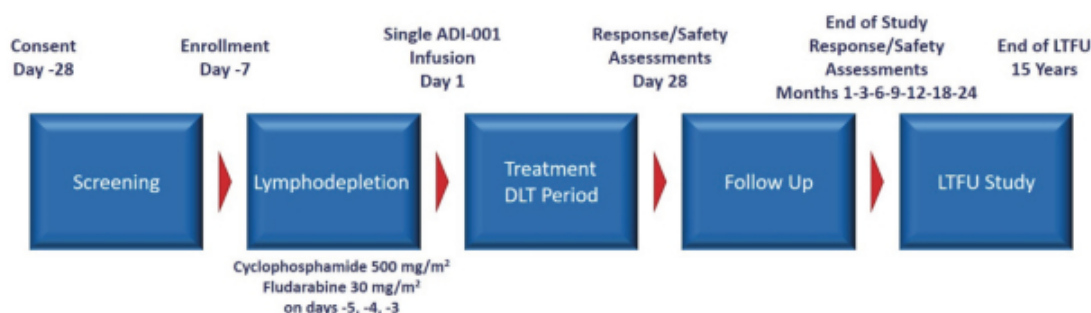 Consent
Day -28
Enrollment
Day -7
Single ADI-001
Infusion
Day 1
Response/Safety
Assessments
Day 28
End of Study
Response/Safety
Assessments
Months 1-3-6-9-12-18-24
End of LTFU
15 Years
Screening
Lymphodepletion
Treatment
DLT Period
Follow Up
LTFU Study
Cyclophosphamide 500 mg/m²
Fludarabine 30 mg/m²
on days -5, -4, -3